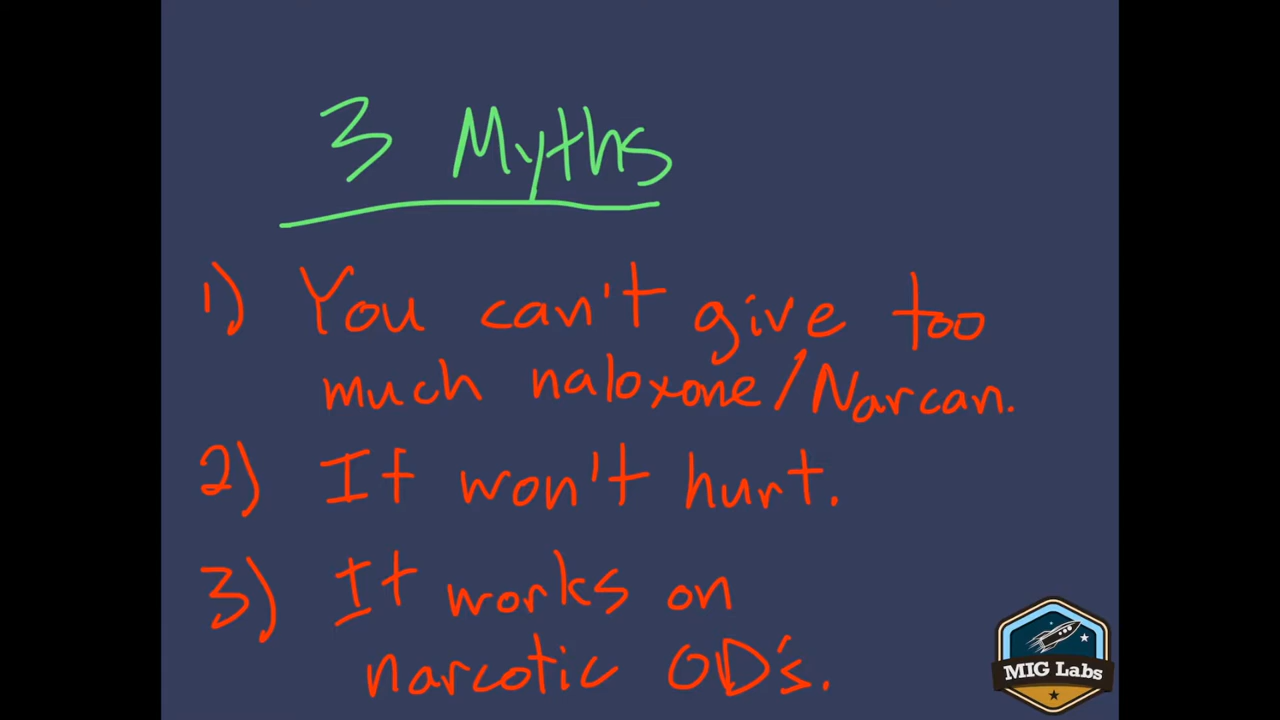 3 Myths
1) You can't give too
much naloxone/Narcan.
2) It won't hurt.
3) It works on
narcotic OD's.
MIG Labs